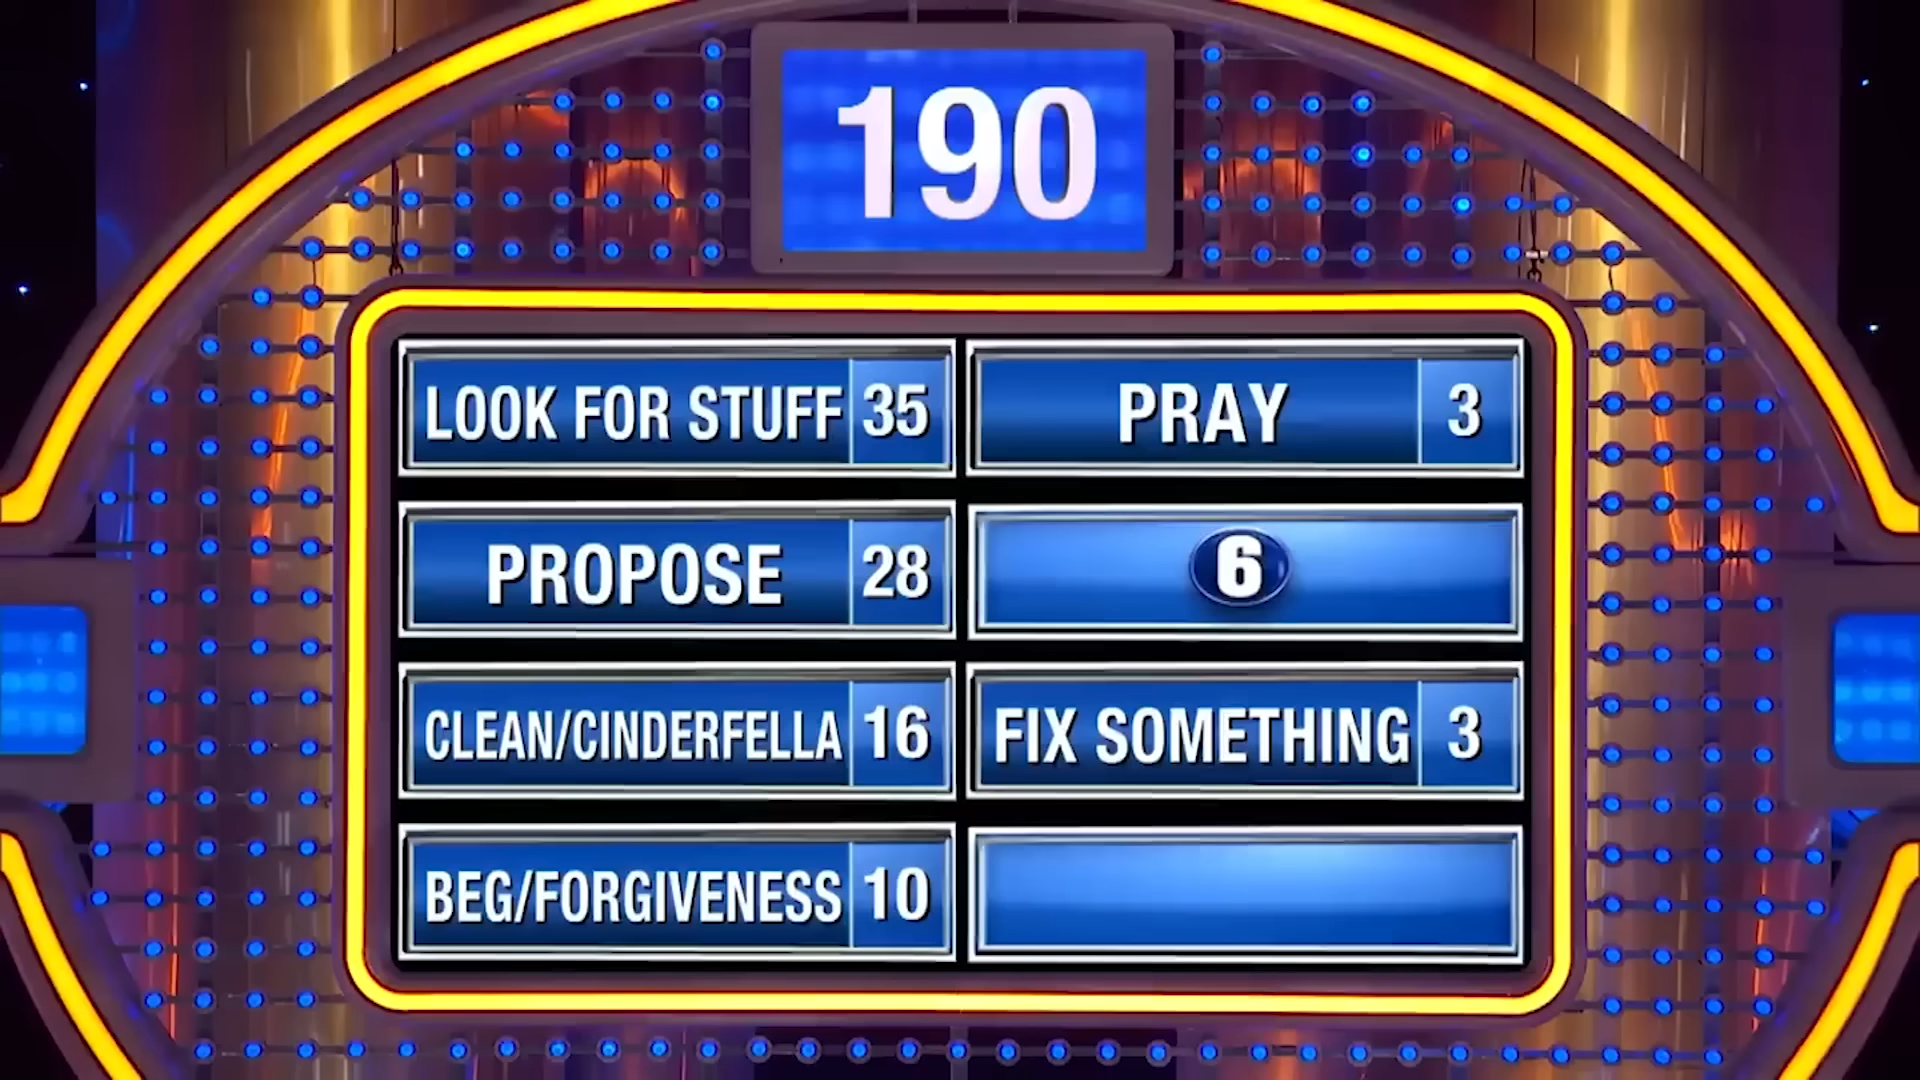 190
LOOK FOR STUFF 35
PROPOSE 28
CLEAN/CINDERFELLA 16
BEG/FORGIVENESS 10
PRAY 3
6
FIX SOMETHING 3